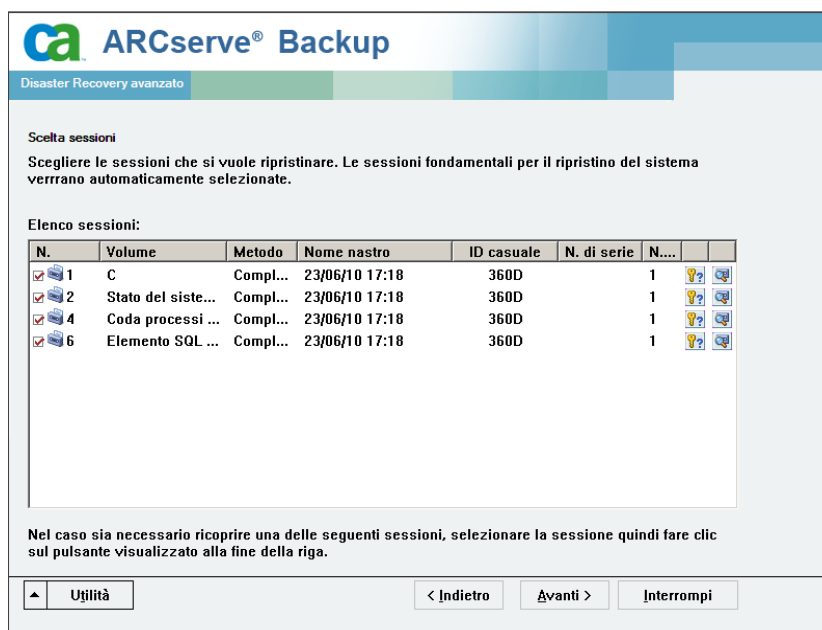 ca ARCserve® Backup
Disaster Recovery avanzato
Scelta sessioni
Scegliere le sessioni che si vuole ripristinare. Le sessioni fondamentali per il ripristino del sistema
verrrano automaticamente selezionate.
Elenco sessioni:
N. Volume Metodo Nome nastro ID casuale N. di serie N....
1 C Compl... 23/06/10 17:18 360D 1
2 Stato del siste... Compl... 23/06/10 17:18 360D 1
4 Coda processi ... Compl... 23/06/10 17:18 360D 1
6 Elemento SQL ... Compl... 23/06/10 17:18 360D 1
Nel caso sia necessario ricoprire una delle seguenti sessioni, selezionare la sessione quindi fare clic
sul pulsante visualizzato alla fine della riga.
Utilità < Indietro Avanti > Interrompi